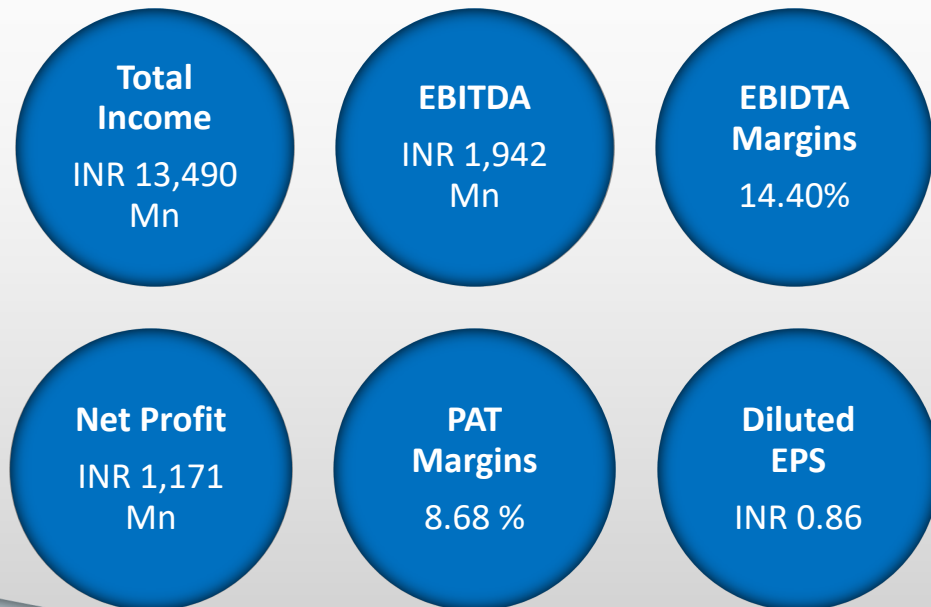 Total
Income
INR 13,490
Mn
EBITDA
INR 1,942
Mn
EBIDTA
Margins
14.40%
Net Profit
INR 1,171
Mn
PAT
Margins
8.68 %
Diluted
EPS
INR 0.86